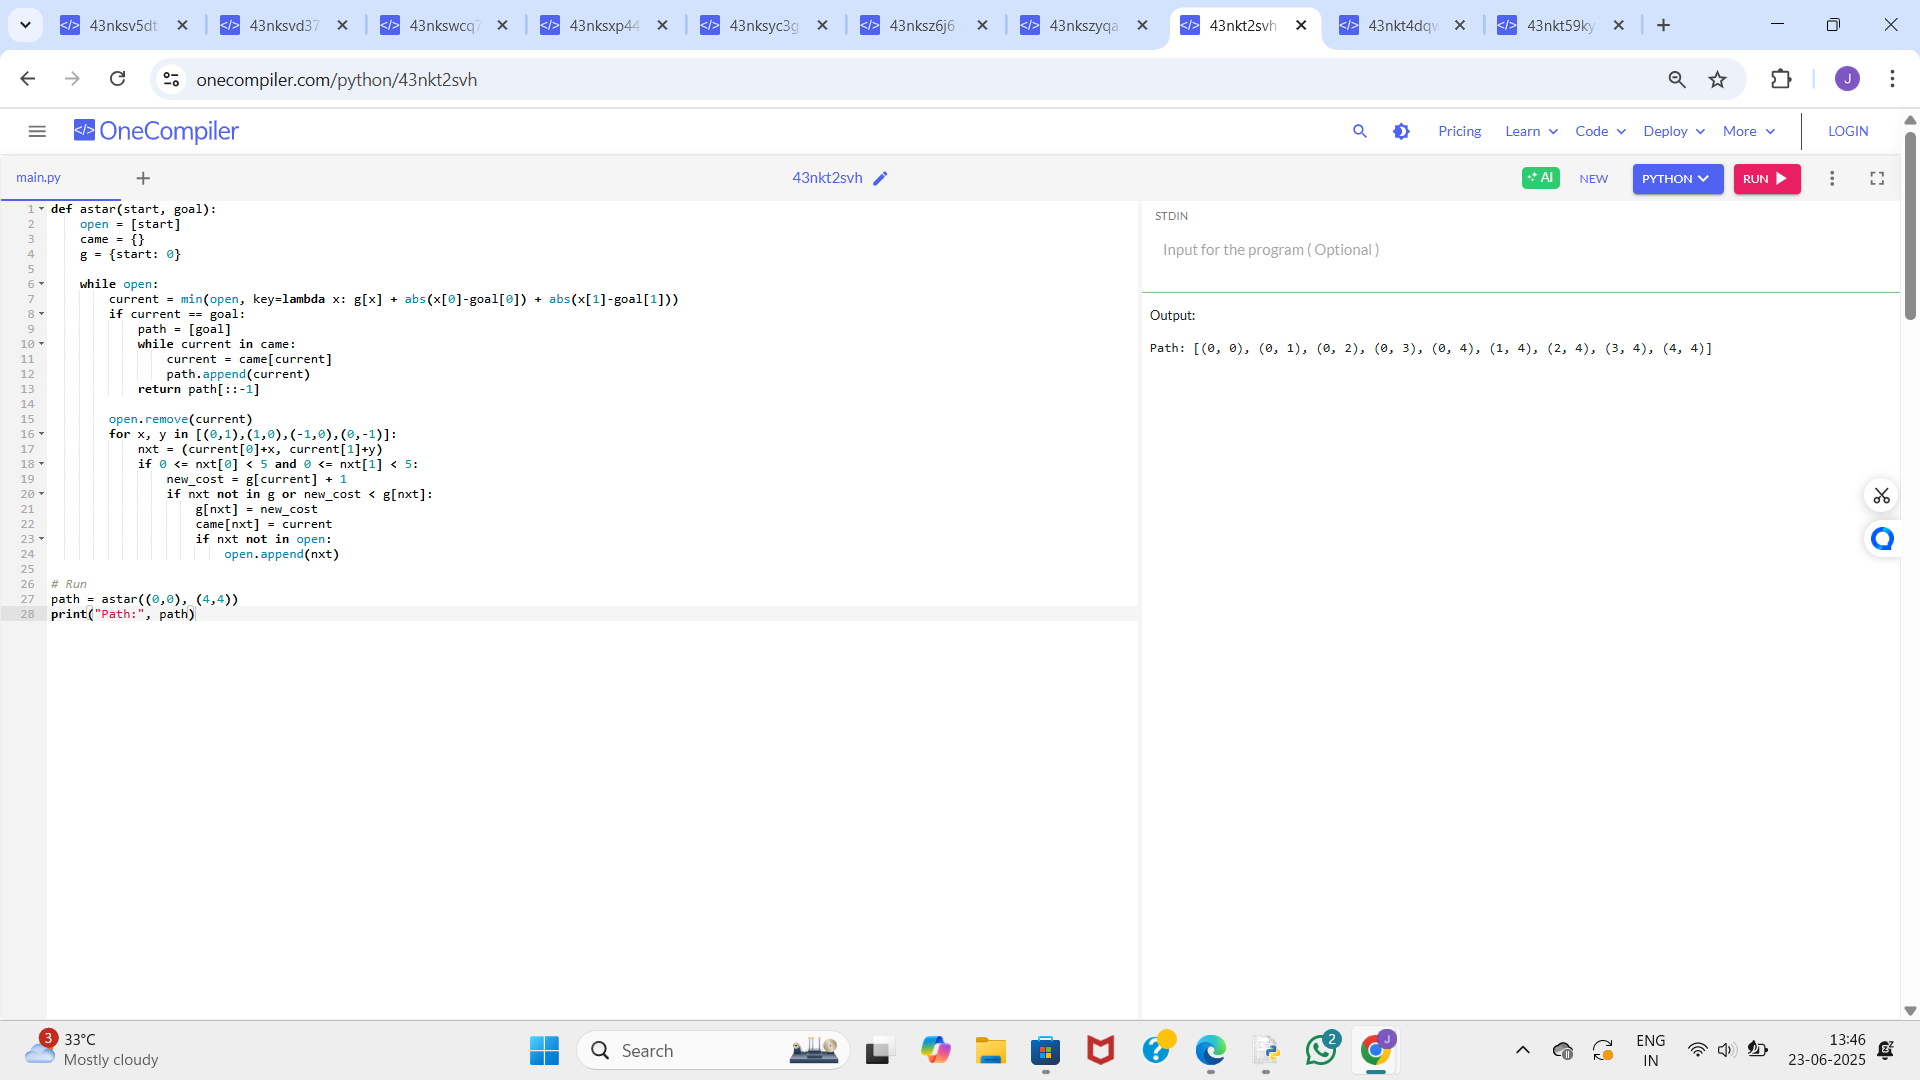 43nksv5dt
43nksvd37
43nkswcq7
43nksxp44
43nksyc3g
43nksz6j6
43nkszyqa
43nkt2svh
43nkt4dqw
43nkt59ky
onecompiler.com/python/43nkt2svh
J
OneCompiler
Pricing
Learn
Code
Deploy
More
LOGIN
main.py
43nkt2svh
AI
NEW
PYTHON
RUN
1 def astar(start, goal):
2     open = [start]
3     came = {}
4     g = {start: 0}
5
6     while open:
7         current = min(open, key=lambda x: g[x] + abs(x[0]-goal[0]) + abs(x[1]-goal[1]))
8         if current == goal:
9             path = [goal]
10             while current in came:
11                 current = came[current]
12                 path.append(current)
13             return path[::-1]
14
15         open.remove(current)
16         for x, y in [(0,1),(1,0),(-1,0),(0,-1)]:
17             nxt = (current[0]+x, current[1]+y)
18             if 0 <= nxt[0] < 5 and 0 <= nxt[1] < 5:
19                 new_cost = g[current] + 1
20                 if nxt not in g or new_cost < g[nxt]:
21                     g[nxt] = new_cost
22                     came[nxt] = current
23                     if nxt not in open:
24                         open.append(nxt)
25
26 # Run
27 path = astar((0,0), (4,4))
28 print("Path:", path)
STDIN
Input for the program ( Optional )
Output:
Path: [(0, 0), (0, 1), (0, 2), (0, 3), (0, 4), (1, 4), (2, 4), (3, 4), (4, 4)]
3
33°C
Mostly cloudy
Search
2
J
ENG
IN
13:46
23-06-2025